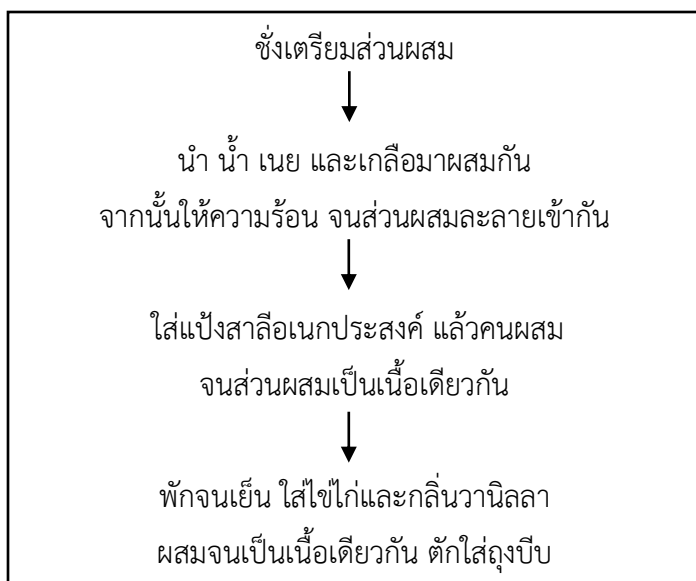 ชั่งเตรียมส่วนผสม
นำ น้ำ เนย และเกลือมาผสมกัน
จากนั้นให้ความร้อน จนส่วนผสมละลายเข้ากัน
ใส่แป้งสาลีอเนกประสงค์ แล้วคนผสม
จนส่วนผสมเป็นเนื้อเดียวกัน
พักจนเย็น ใส่ไข่ไก่และกลิ่นวานิลลา
ผสมจนเป็นเนื้อเดียวกัน ตักใส่ถุงบีบ